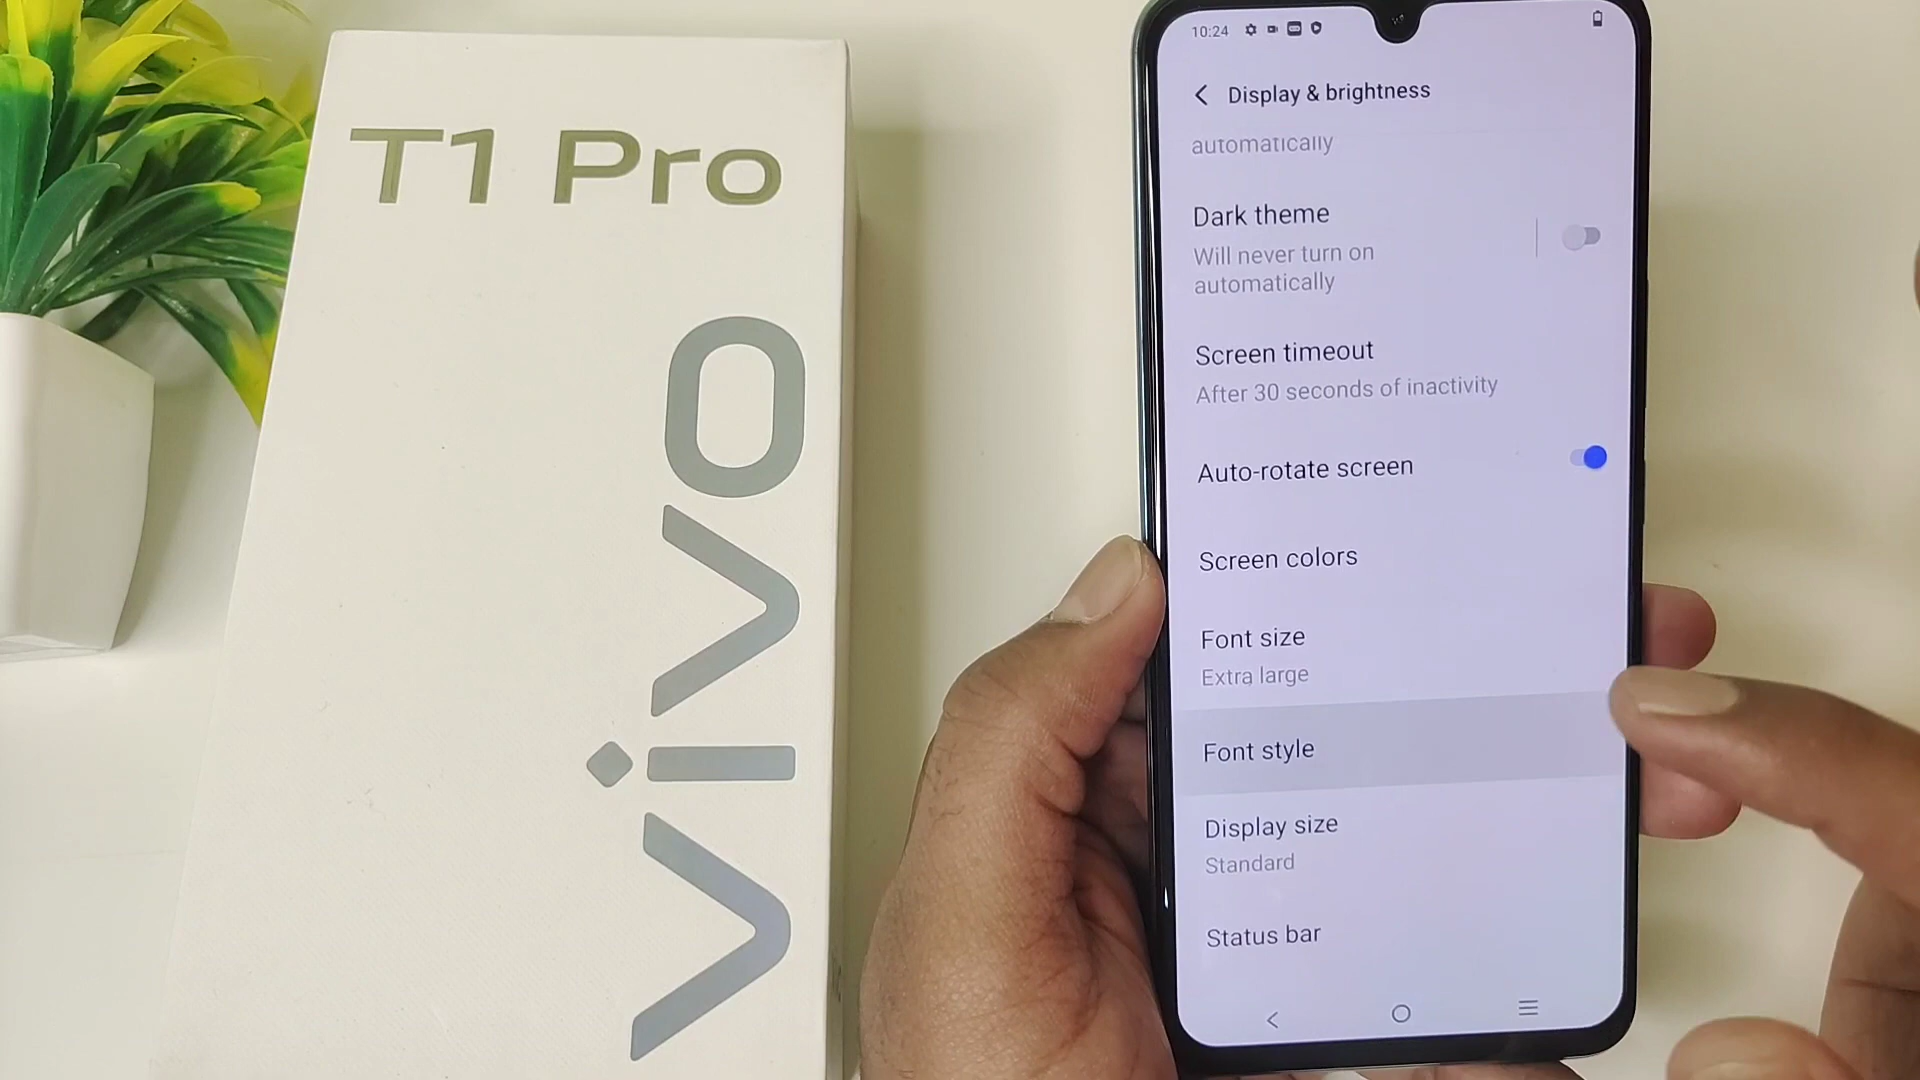 T1 Pro
vivo
10:24
Display & brightness
automatically
Dark theme
Will never turn on
automatically
Screen timeout
After 30 seconds of inactivity
Auto-rotate screen
Screen colors
Font size
Extra large
Font style
Display size
Standard
Status bar